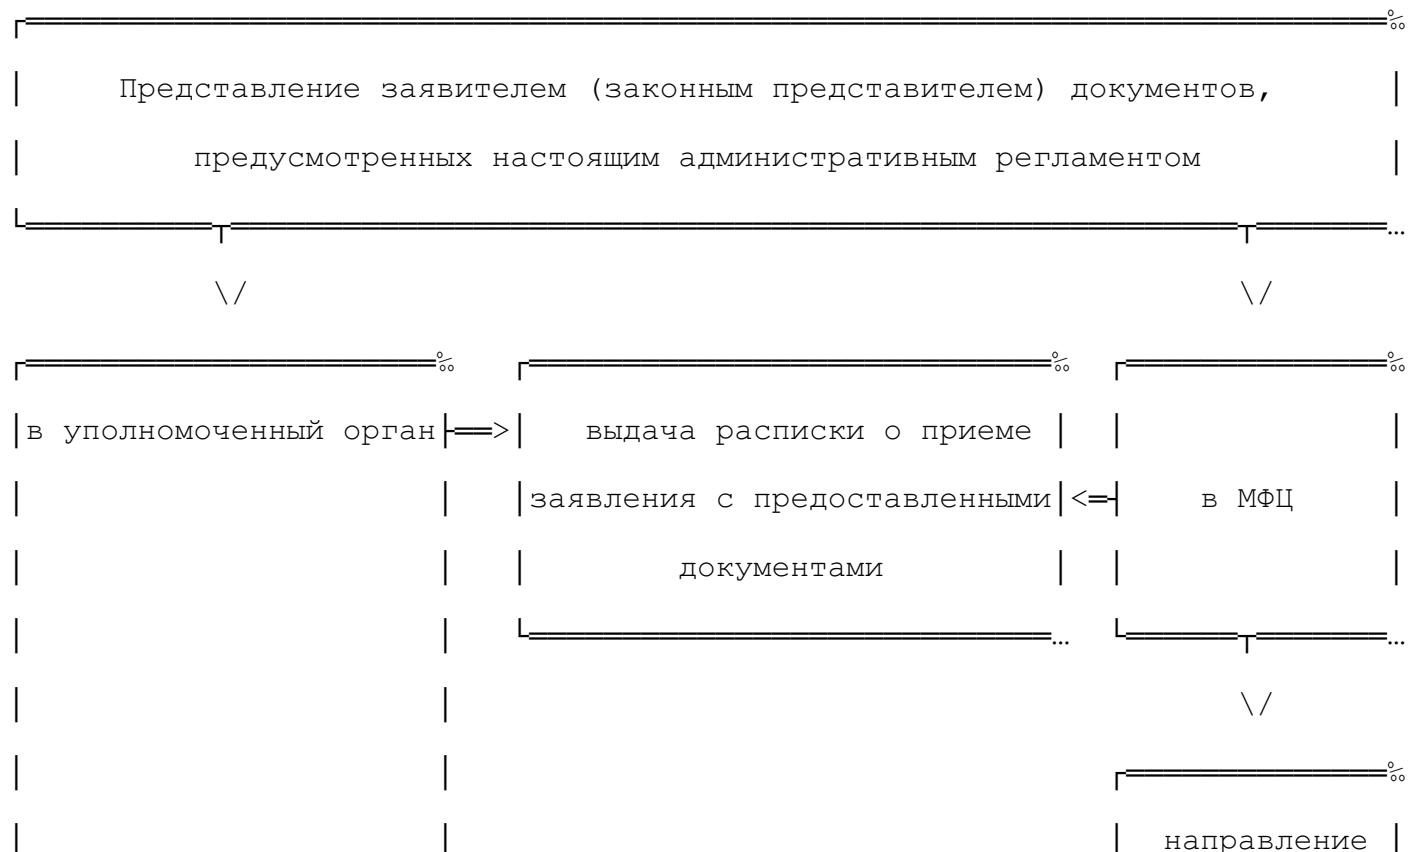 Представление заявителем (законным представителем) документов,
предусмотренных настоящим административным регламентом
в уполномоченный орган
выдача расписки о приеме
заявления с предоставленными
документами
в МФЦ
направление